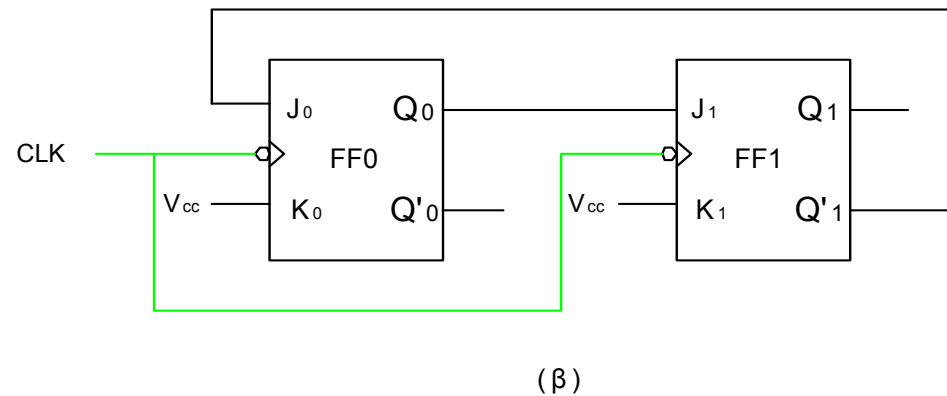 J₀ Q₀ J₁ Q₁
CLK FF0 FF1
Vcc K₀ Q'₀ Vcc K₁ Q'₁
(β)